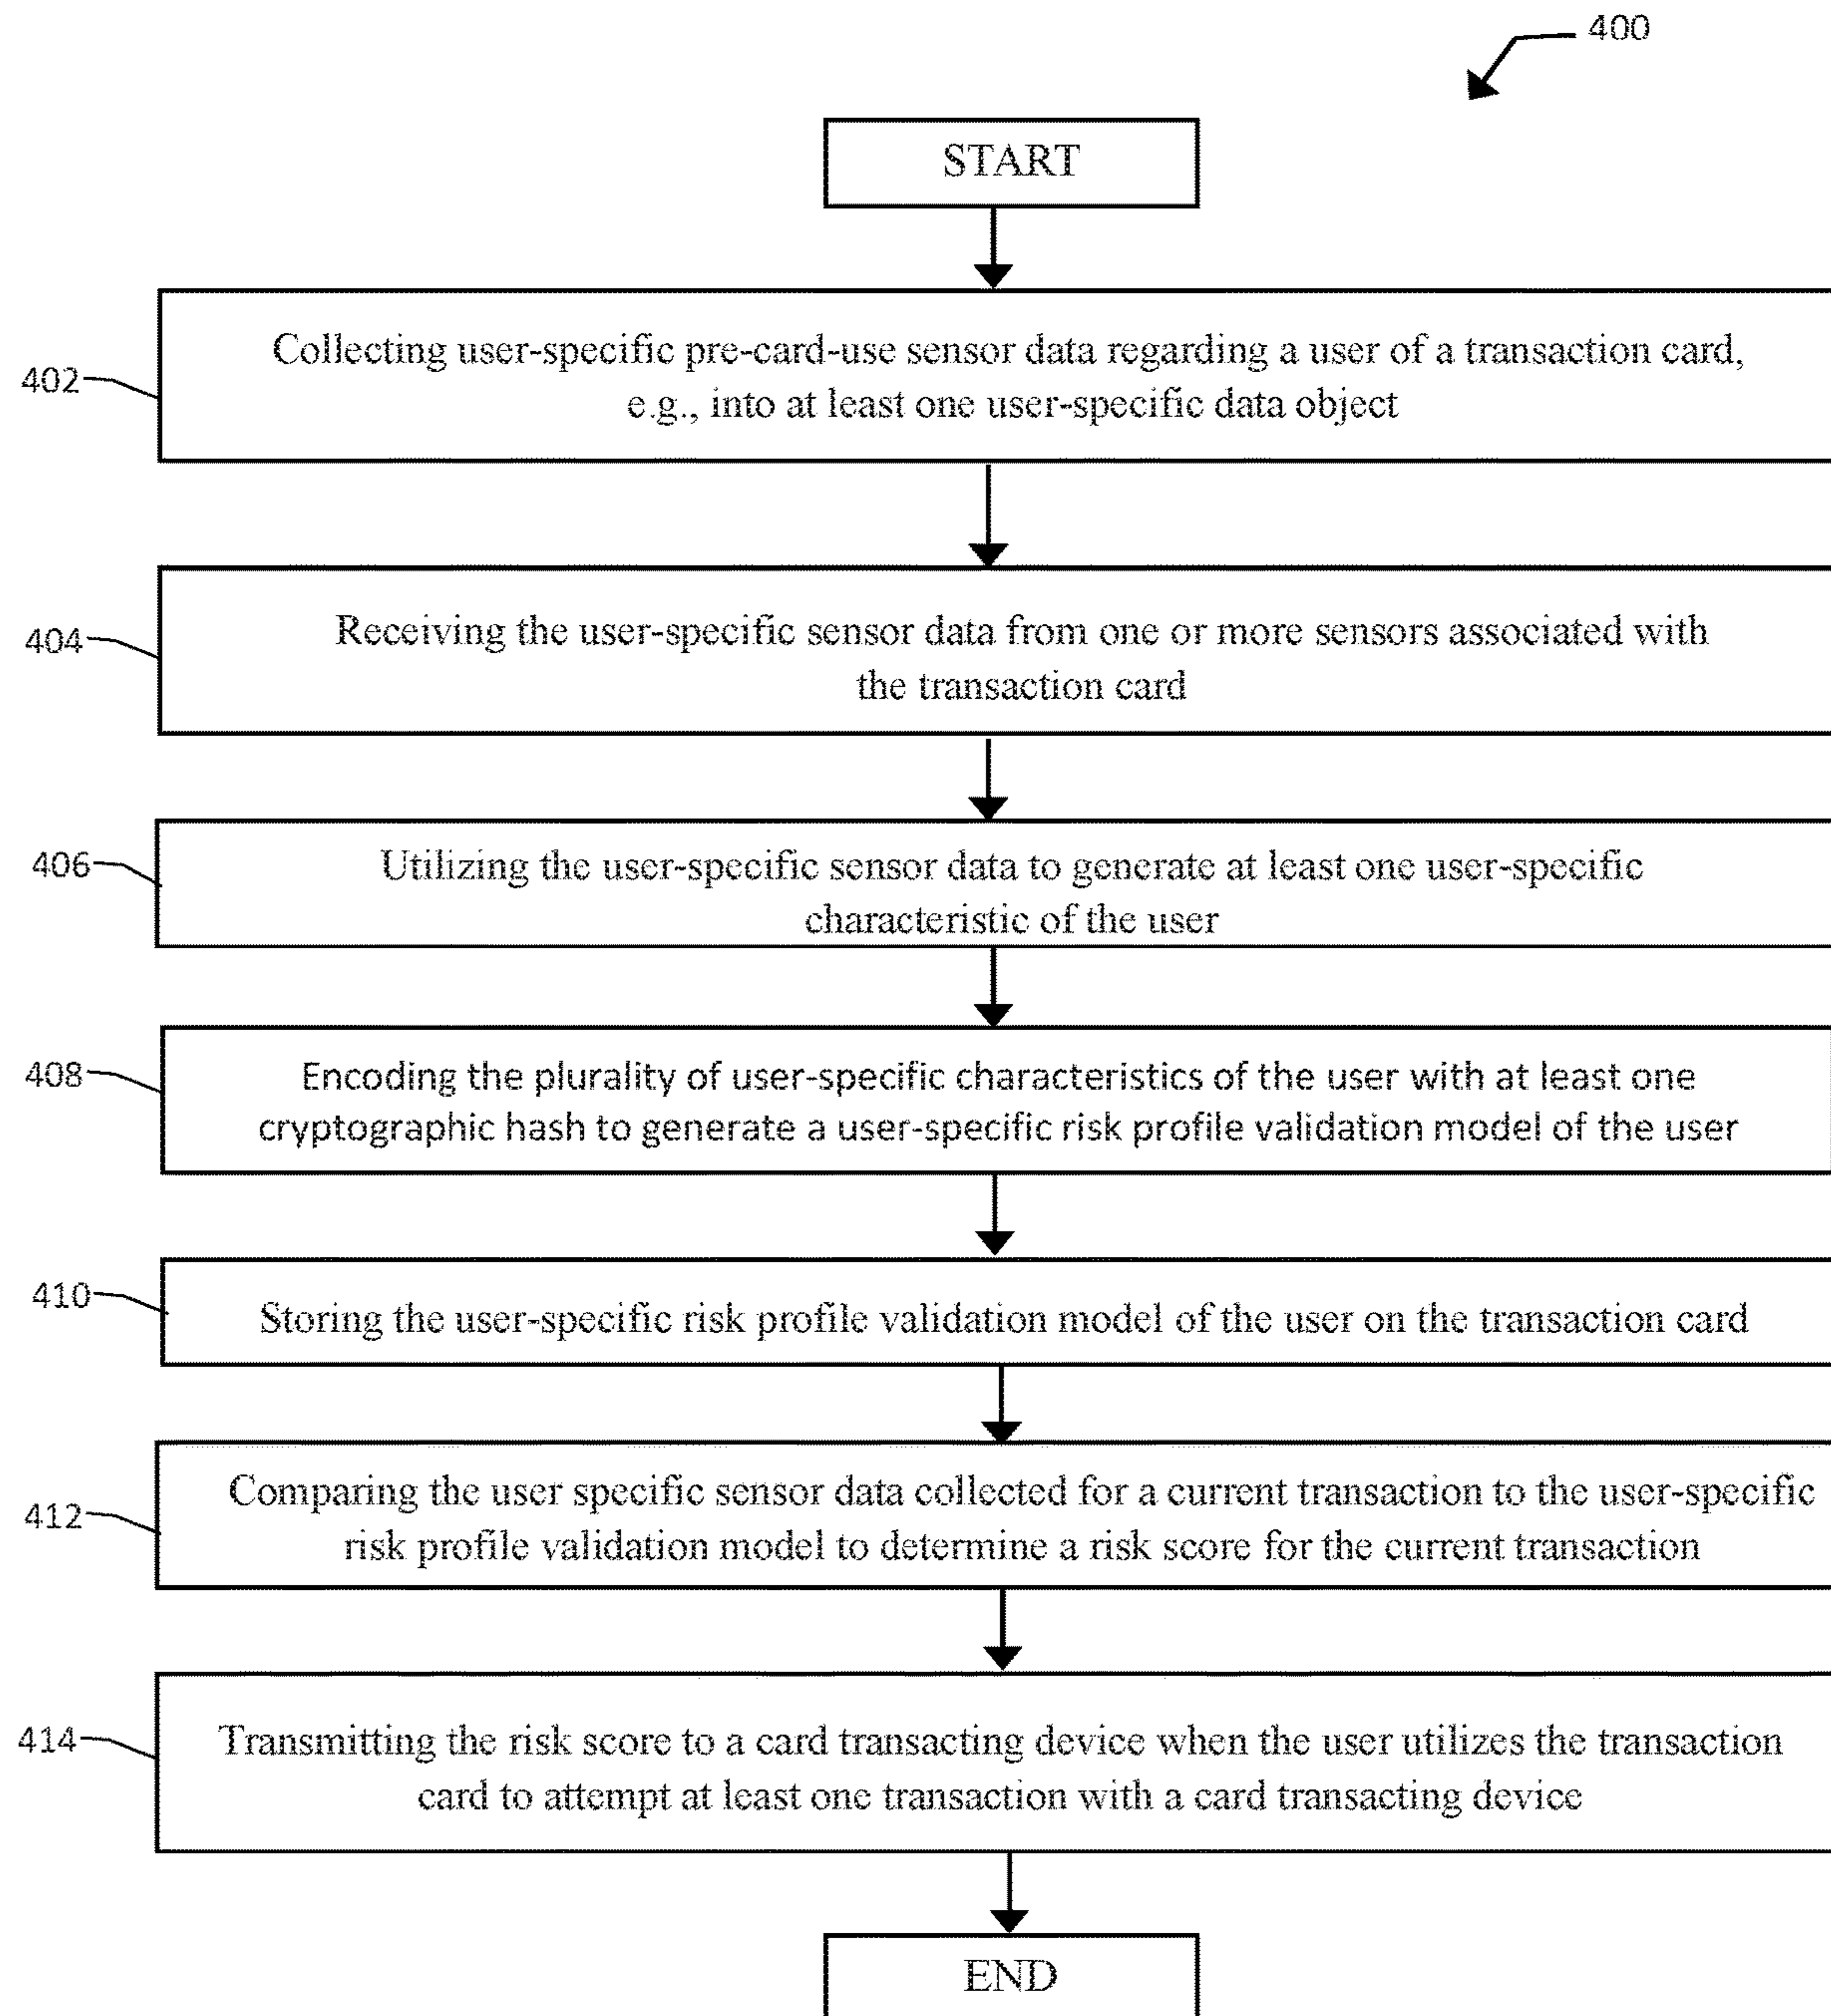 400
START
402
Collecting user-specific pre-card-use sensor data regarding a user of a transaction card,
e.g., into at least one user-specific data object
404
Receiving the user-specific sensor data from one or more sensors associated with
the transaction card
406
Utilizing the user-specific sensor data to generate at least one user-specific
characteristic of the user
408
Encoding the plurality of user-specific characteristics of the user with at least one
cryptographic hash to generate a user-specific risk profile validation model of the user
410
Storing the user-specific risk profile validation model of the user on the transaction card
412
Comparing the user specific sensor data collected for a current transaction to the user-specific
risk profile validation model to determine a risk score for the current transaction
414
Transmitting the risk score to a card transacting device when the user utilizes the transaction
card to attempt at least one transaction with a card transacting device
END